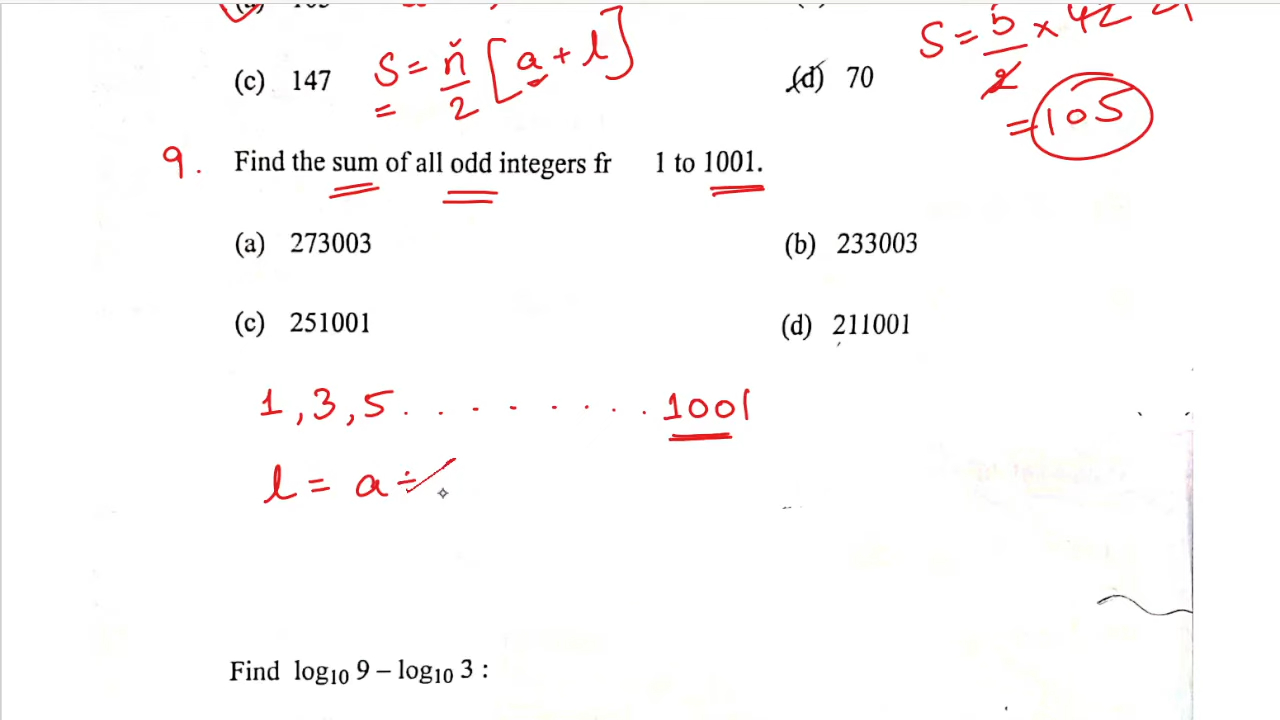 (c) 147 S = n/2 [a + l] (d) 70
S = 5/2 × 42 21
= 105
9. Find the sum of all odd integers fr 1 to 1001.
(a) 273003 (b) 233003
(c) 251001 (d) 211001
1, 3, 5 . . . . . . . . 1001
l = a +
Find log₁₀ 9 – log₁₀ 3 :